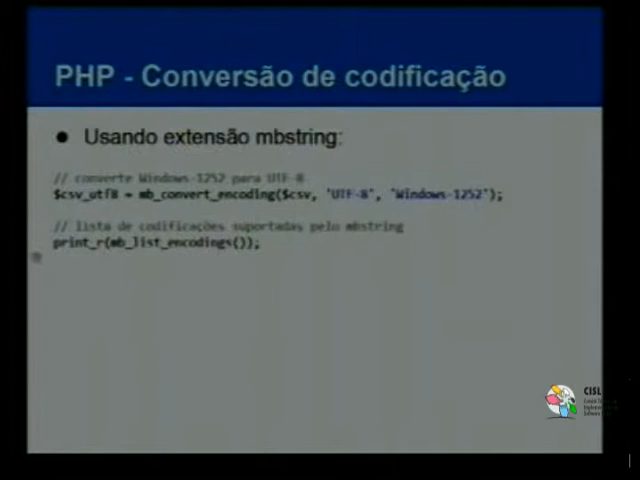 PHP - Conversão de codificação
Usando extensão mbstring:
// converte Windows-1252 para UTF-8
$csv_utf8 = mb_convert_encoding($csv, 'UTF-8', 'Windows-1252');
// lista de codificações suportadas pelo mbstring
print_r(mb_list_encodings());
CISL